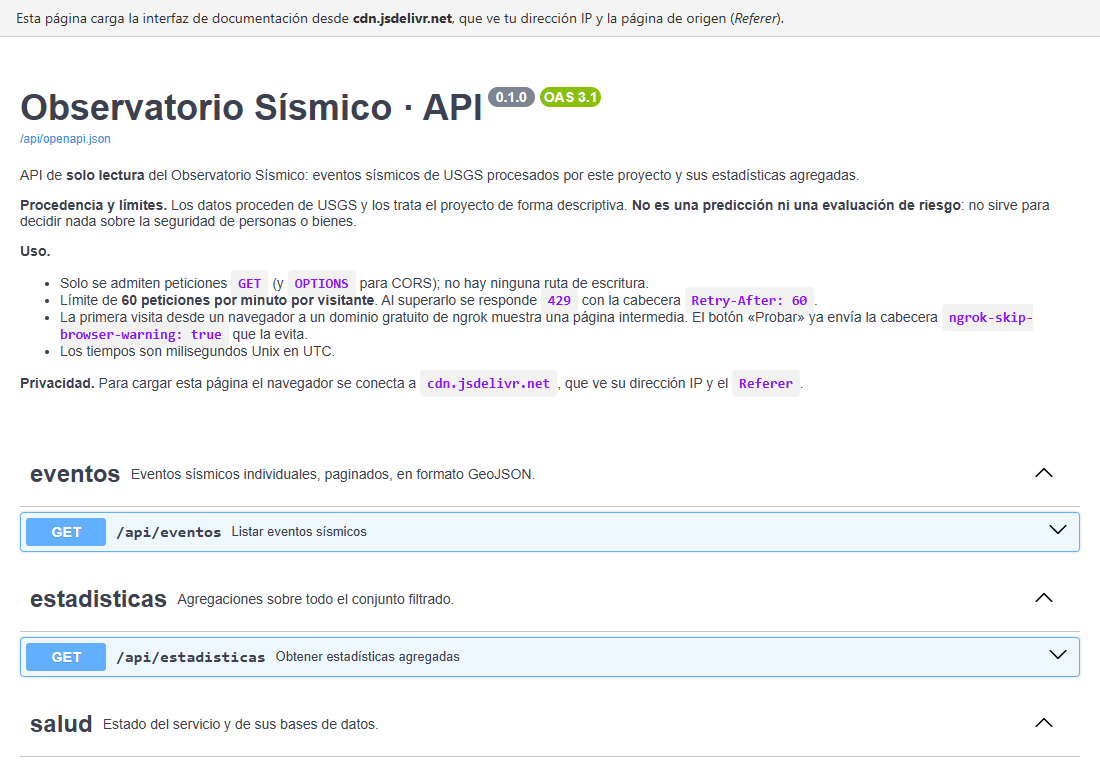 Esta página carga la interfaz de documentación desde cdn.jsdelivr.net, que ve tu dirección IP y la página de origen (Referer).
Observatorio Sísmico · API 0.1.0 OAS 3.1
/api/openapi.json
API de solo lectura del Observatorio Sísmico: eventos sísmicos de USGS procesados por este proyecto y sus estadísticas agregadas.
Procedencia y límites. Los datos proceden de USGS y los trata el proyecto de forma descriptiva. No es una predicción ni una evaluación de riesgo: no sirve para
decidir nada sobre la seguridad de personas o bienes.
Uso.
• Solo se admiten peticiones GET (y OPTIONS para CORS); no hay ninguna ruta de escritura.
• Límite de 60 peticiones por minuto por visitante. Al superarlo se responde 429 con la cabecera Retry-After: 60 .
• La primera visita desde un navegador a un dominio gratuito de ngrok muestra una página intermedia. El botón «Probar» ya envía la cabecera ngrok-skip-
browser-warning: true que la evita.
• Los tiempos son milisegundos Unix en UTC.
Privacidad. Para cargar esta página el navegador se conecta a cdn.jsdelivr.net , que ve su dirección IP y el Referer .
eventos Eventos sísmicos individuales, paginados, en formato GeoJSON.
GET /api/eventos Listar eventos sísmicos
estadisticas Agregaciones sobre todo el conjunto filtrado.
GET /api/estadisticas Obtener estadísticas agregadas
salud Estado del servicio y de sus bases de datos.